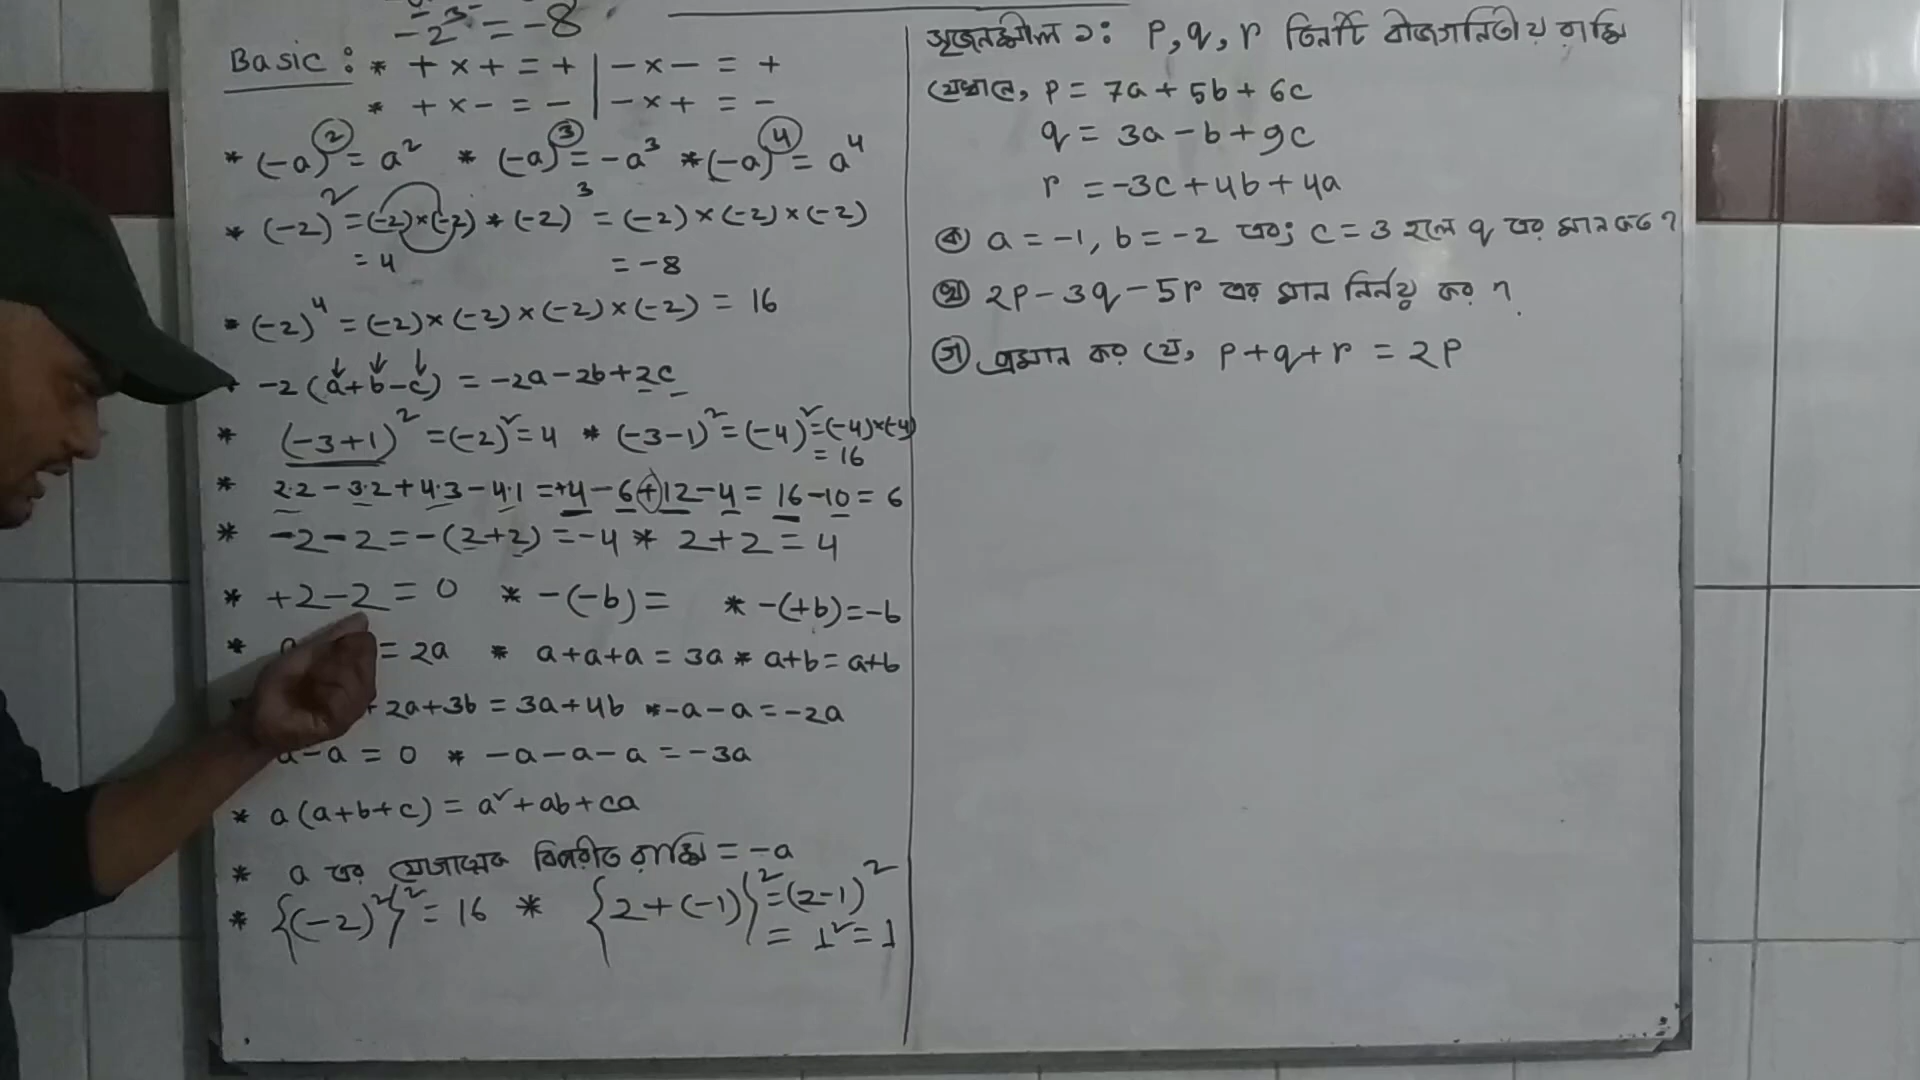 -2³ = -8
Basic : * + × + = + | - × - = +
* + × - = - | - × + = -
* (-a)² = a² * (-a)³ = -a³ * (-a)⁴ = a⁴
* (-2)² = (-2)×(-2) * (-2)³ = (-2)×(-2)×(-2)
= 4 = -8
* (-2)⁴ = (-2)×(-2)×(-2)×(-2) = 16
-2(a+b-c) = -2a-2b+2c
* (-3+1)² = (-2)² = 4 * (-3-1)² = (-4)² = (-4)×(-4)
= 16
* 2·2-3·2+4·3-4·1 = +4-6+12-4 = 16-10 = 6
* -2-2 = -(2+2) = -4 * 2+2 = 4
* +2-2 = 0 * -(-b) = * -(+b) = -b
* = 2a * a+a+a = 3a * a+b = a+b
+2a+3b = 3a+4b * -a-a = -2a
a-a = 0 * -a-a-a = -3a
* a(a+b+c) = a²+ab+ca
* a এর যোজাত্মক বিপরীত রাশি = -a
* {(-2)²}² = 16 * {2+(-1)}² = (2-1)²
= 1² = 1
সৃজনশীল ১: P, q, r তিনটি বীজগনিতীয় রাশি
যেখানে, P = 7a+5b+6c
q = 3a-b+9c
r = -3c+4b+4a
ক a = -1, b = -2 এবং c = 3 হলে q এর মান কত?
খ 2P-3q-5r এর মান নির্নয় কর ?
গ প্রমান কর যে, P+q+r = 2P